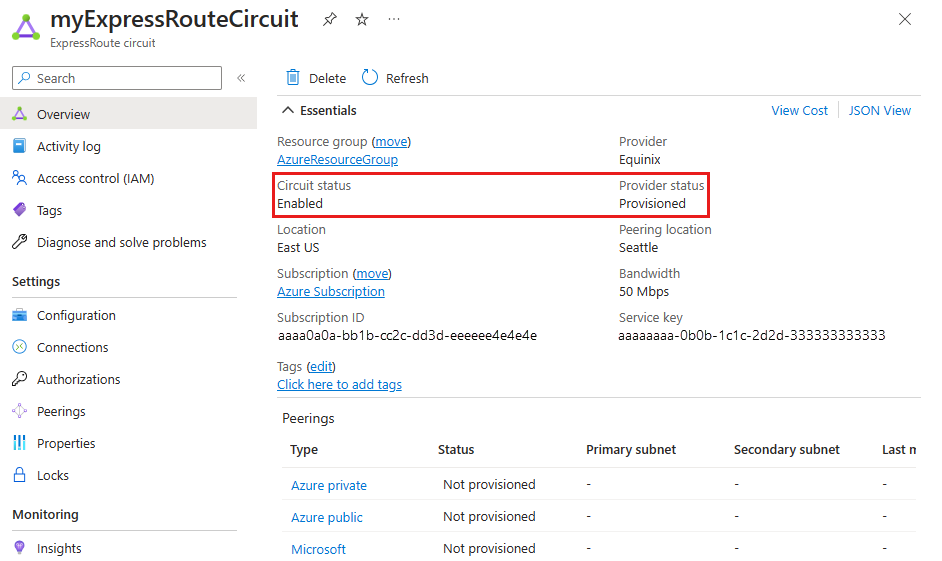 myExpressRouteCircuit
ExpressRoute circuit
Search
Overview
Activity log
Access control (IAM)
Tags
Diagnose and solve problems
Settings
Configuration
Connections
Authorizations
Peerings
Properties
Locks
Monitoring
Insights
Delete Refresh
Essentials View Cost JSON View
Resource group (move) Provider
AzureResourceGroup Equinix
Circuit status Provider status
Enabled Provisioned
Location Peering location
East US Seattle
Subscription (move) Bandwidth
Azure Subscription 50 Mbps
Subscription ID Service key
aaaa0a0a-bb1b-cc2c-dd3d-eeeeee4e4e4e aaaaaaaa-0b0b-1c1c-2d2d-333333333333
Tags (edit)
Click here to add tags
Peerings
Type Status Primary subnet Secondary subnet Last m
Azure private Not provisioned - - -
Azure public Not provisioned - - -
Microsoft Not provisioned - - -